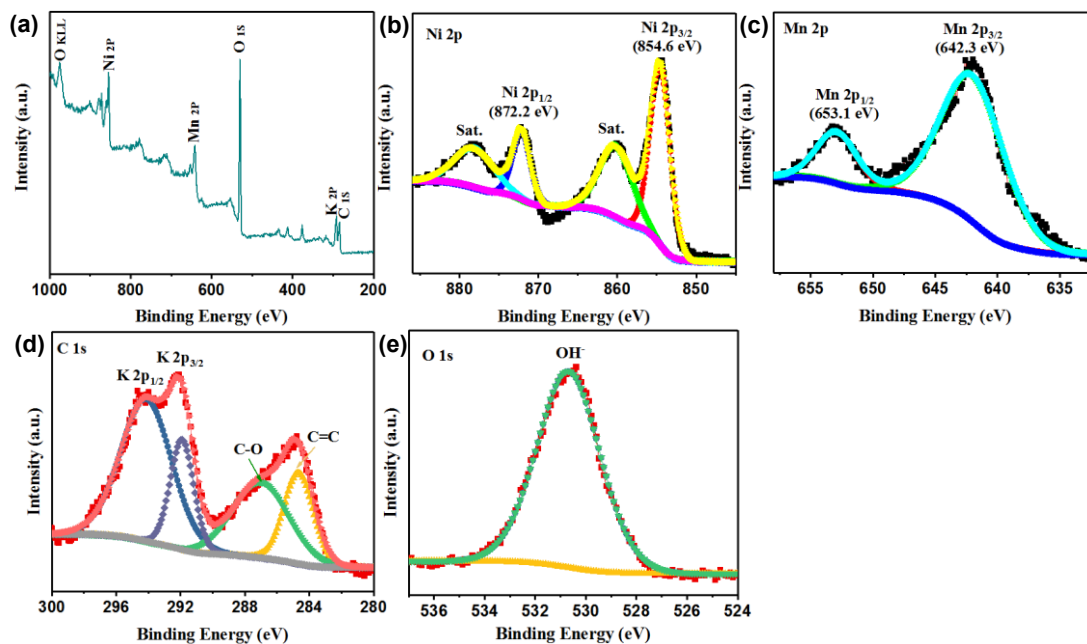 (a)
Intensity (a.u.)
O KLL
Ni 2P
Mn 2P
O 1S
K 2P
C 1S
1000 800 600 400 200
Binding Energy (eV)
(b)
Intensity (a.u.)
Ni 2p
Sat.
Ni 2p1/2
(872.2 eV)
Sat.
Ni 2p3/2
(854.6 eV)
880 870 860 850
Binding Energy (eV)
(c)
Intensity (a.u.)
Mn 2p
Mn 2p1/2
(653.1 eV)
Mn 2p3/2
(642.3 eV)
655 650 645 640 635
Binding Energy (eV)
(d)
Intensity (a.u.)
C 1s
K 2p1/2
K 2p3/2
C-O
C=C
300 296 292 288 284 280
Binding Energy (eV)
(e)
Intensity (a.u.)
O 1s
OH-
536 534 532 530 528 526 524
Binding Energy (eV)